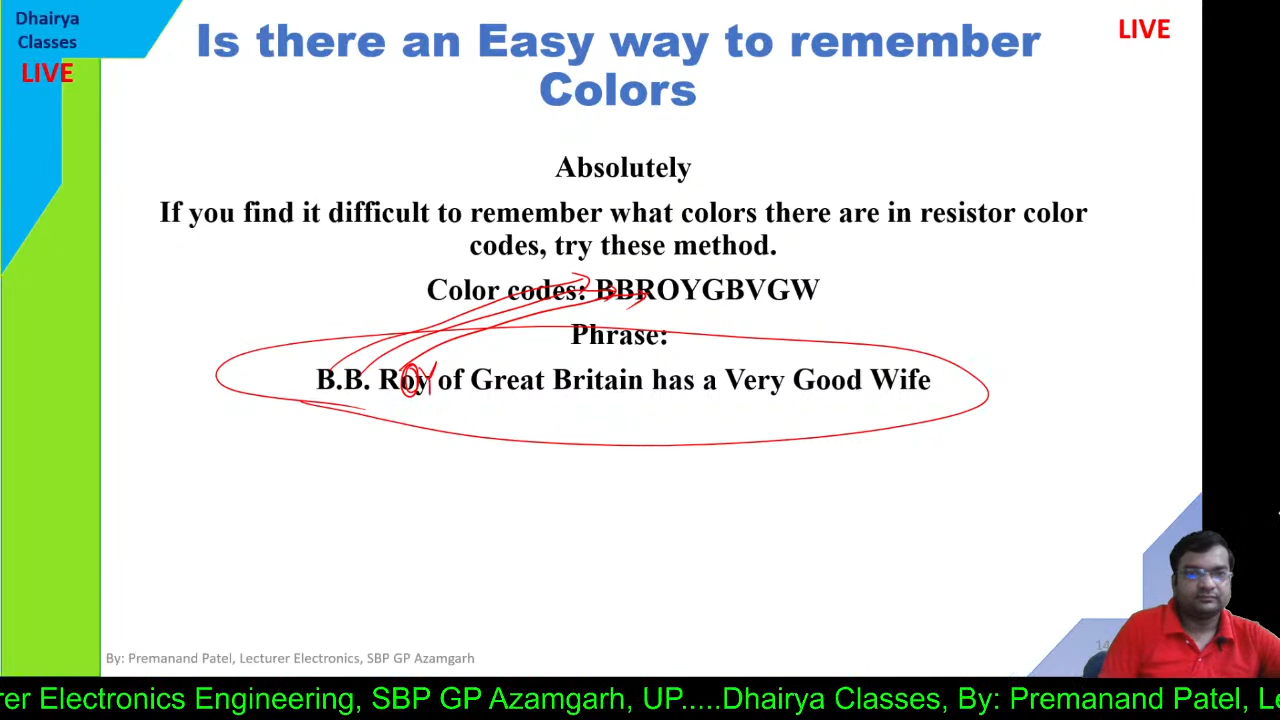 Dhairya
Classes
LIVE
LIVE
Is there an Easy way to remember
Colors
Absolutely
If you find it difficult to remember what colors there are in resistor color
codes, try these method.
Color codes: BBROYGBVGW
Phrase:
B.B. Roy of Great Britain has a Very Good Wife
OY
By: Premanand Patel, Lecturer Electronics, SBP GP Azamgarh
14
rer Electronics Engineering, SBP GP Azamgarh, UP.....Dhairya Classes, By: Premanand Patel, Le